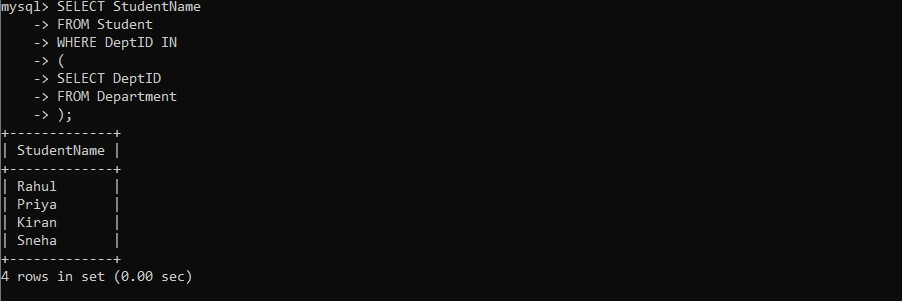 mysql> SELECT StudentName
    -> FROM Student
    -> WHERE DeptID IN
    -> (
    -> SELECT DeptID
    -> FROM Department
    -> );
+-------------+
| StudentName |
+-------------+
| Rahul       |
| Priya       |
| Kiran       |
| Sneha       |
+-------------+
4 rows in set (0.00 sec)